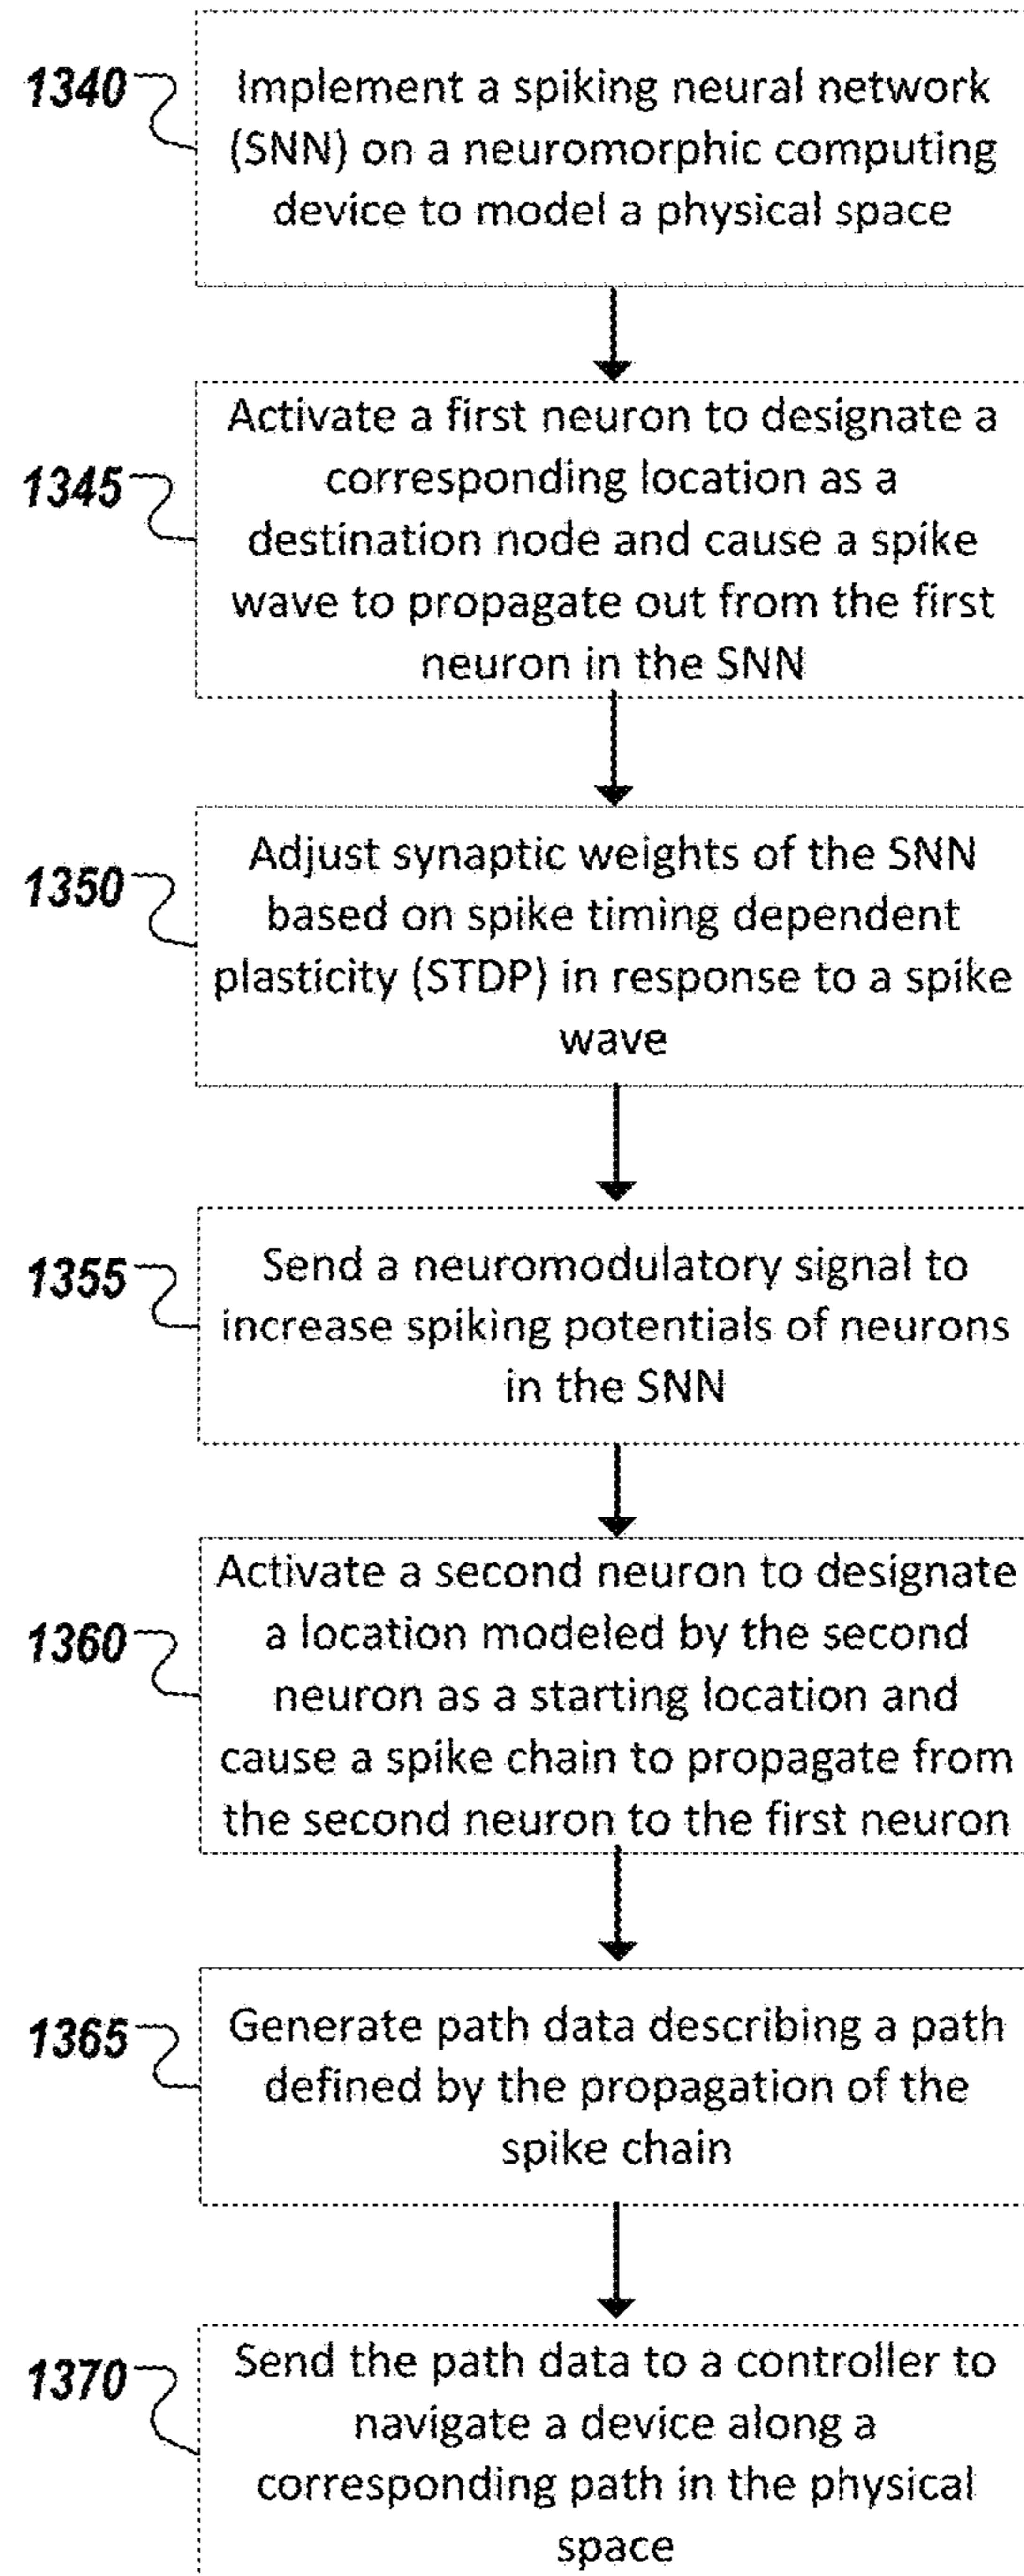 1340
Implement a spiking neural network
(SNN) on a neuromorphic computing
device to model a physical space
1345
Activate a first neuron to designate a
corresponding location as a
destination node and cause a spike
wave to propagate out from the first
neuron in the SNN
1350
Adjust synaptic weights of the SNN
based on spike timing dependent
plasticity (STDP) in response to a spike
wave
1355
Send a neuromodulatory signal to
increase spiking potentials of neurons
in the SNN
1360
Activate a second neuron to designate
a location modeled by the second
neuron as a starting location and
cause a spike chain to propagate from
the second neuron to the first neuron
1365
Generate path data describing a path
defined by the propagation of the
spike chain
1370
Send the path data to a controller to
navigate a device along a
corresponding path in the physical
space